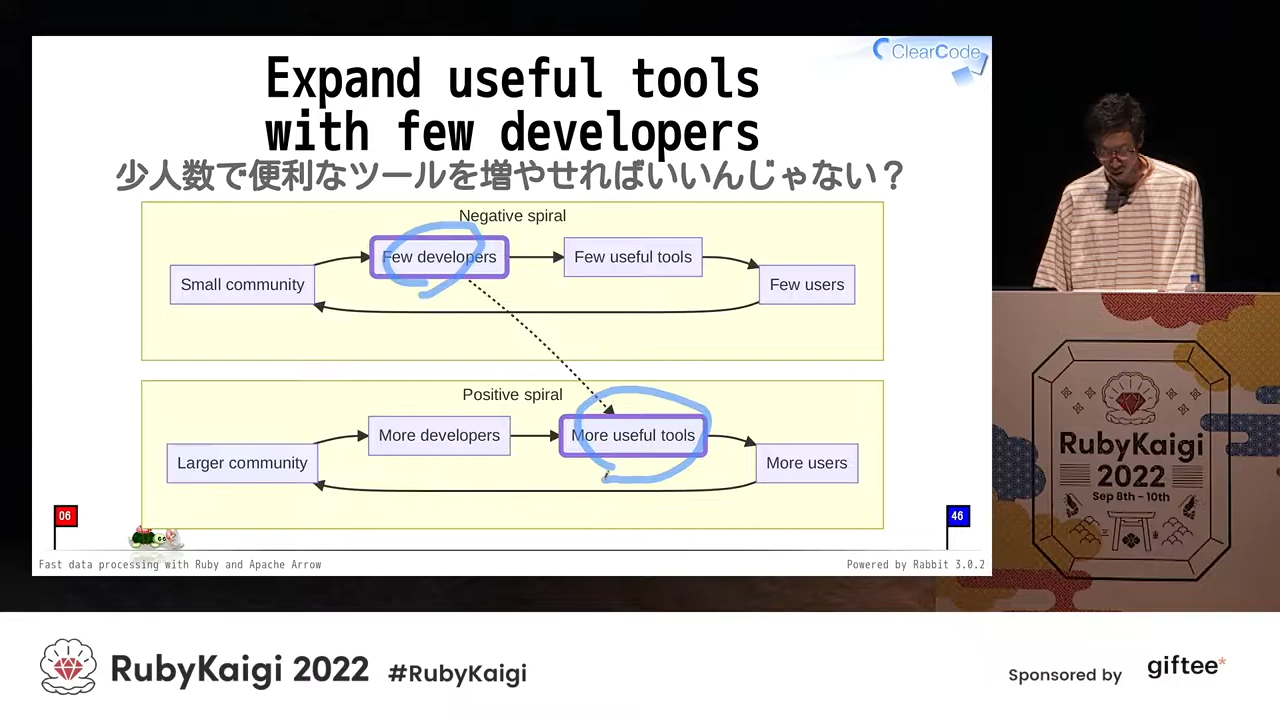 ClearCode
Expand useful tools
with few developers
少人数で便利なツールを増やせればいいんじゃない？
Negative spiral
Few developers
Few useful tools
Small community
Few users
Positive spiral
More developers
More useful tools
Larger community
More users
06
46
Fast data processing with Ruby and Apache Arrow
Powered by Rabbit 3.0.2
RubyKaigi
2022
Sep 8th - 10th
RubyKaigi 2022 #RubyKaigi
Sponsored by giftee*